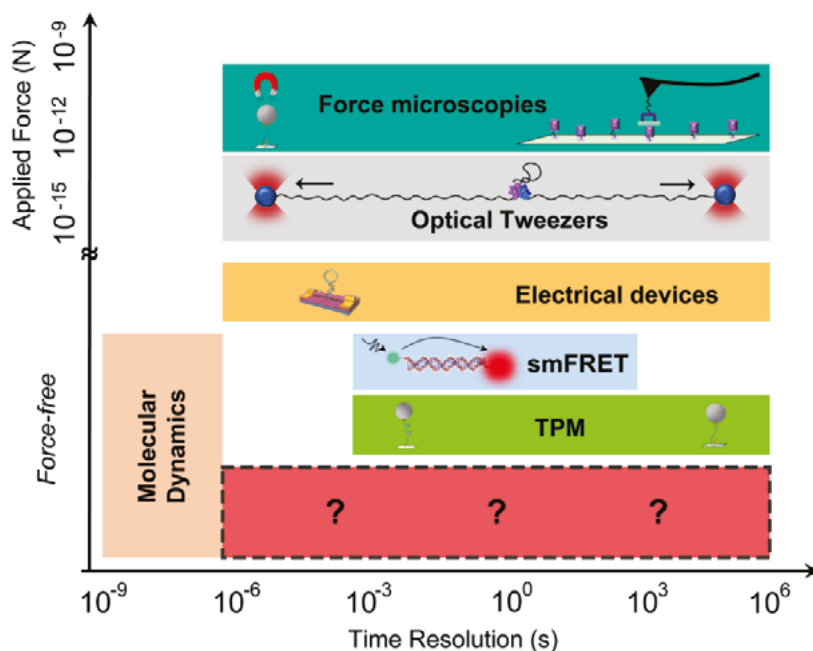 Applied Force (N)
10⁻⁹
10⁻¹²
10⁻¹⁵
Force microscopies
Optical Tweezers
≈
Electrical devices
Force-free
Molecular
Dynamics
smFRET
TPM
? ? ?
10⁻⁹ 10⁻⁶ 10⁻³ 10⁰ 10³ 10⁶
Time Resolution (s)